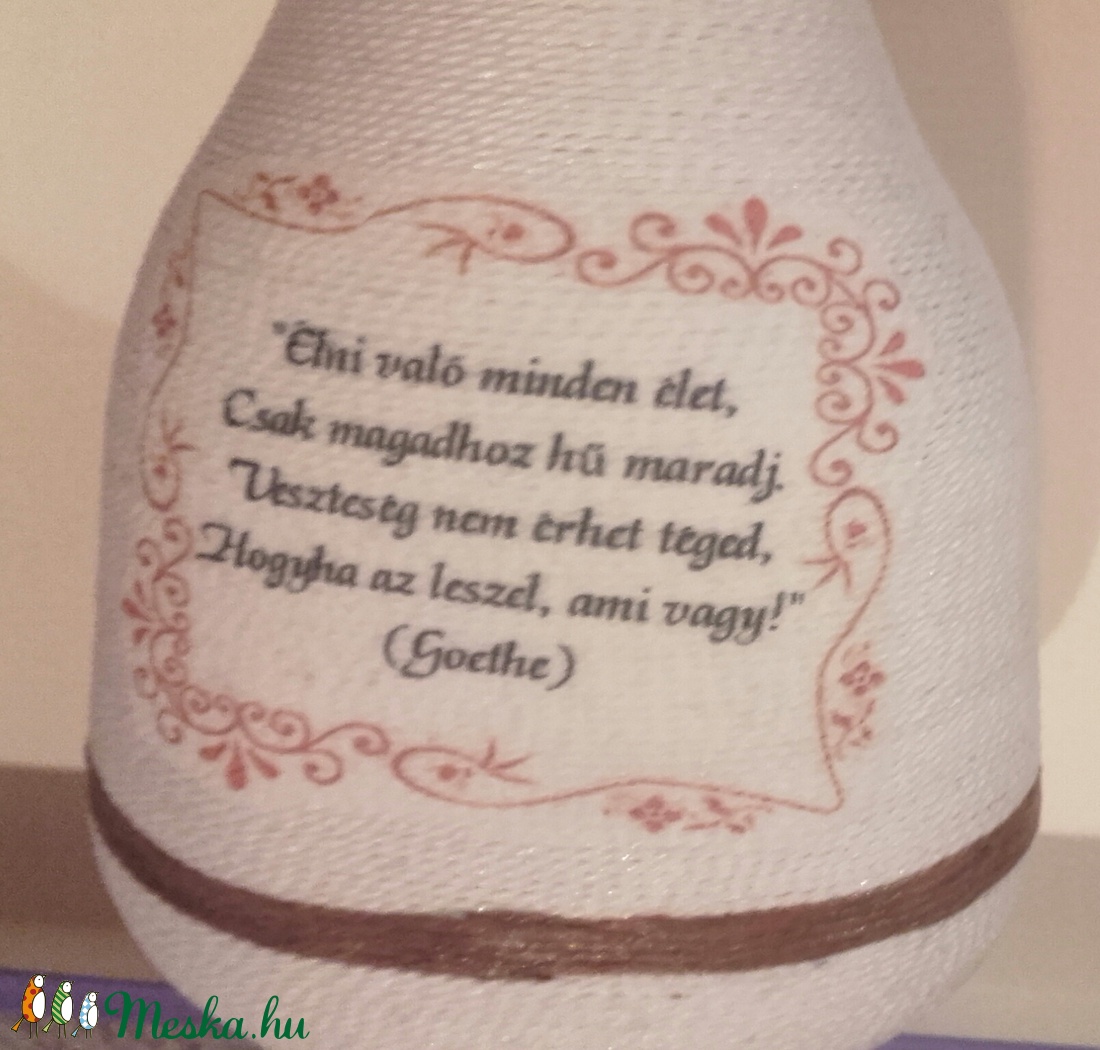 "Élni való minden élet,
Csak magadhoz hű maradj.
Veszteség nem érhet téged,
Hogyha az leszel, ami vagy!"
(Goethe)
Meska.hu